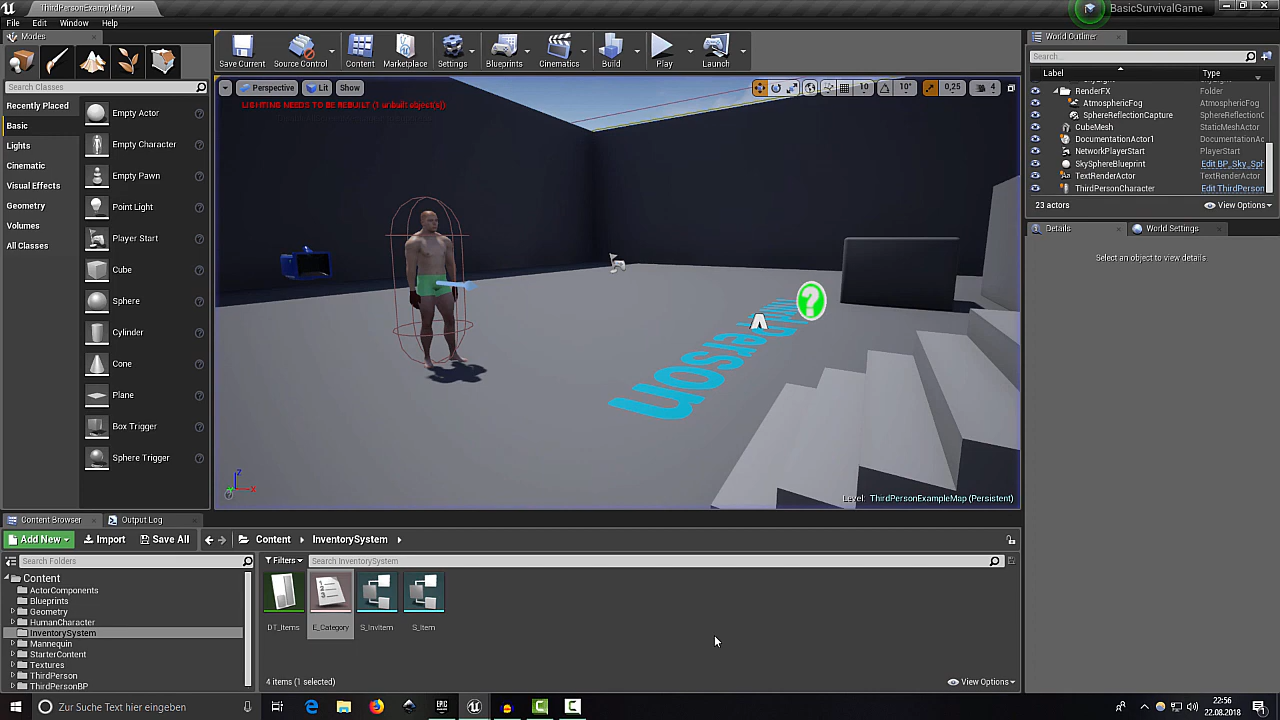 ThirdPersonExampleMap*
BasicSurvivalGame
File Edit Window Help
Modes
Search Classes
Recently Placed
Basic
Lights
Cinematic
Visual Effects
Geometry
Volumes
All Classes
Empty Actor
Empty Character
Empty Pawn
Point Light
Player Start
Cube
Sphere
Cylinder
Cone
Plane
Box Trigger
Sphere Trigger
Save Current
Source Control
Content
Marketplace
Settings
Blueprints
Cinematics
Build
Play
Launch
Perspective Lit Show
10 10° 0,25 4
LIGHTING NEEDS TO BE REBUILT (1 unbuilt object(s))
Level: ThirdPersonExampleMap (Persistent)
World Outliner
Search
Label Type
RenderFX Folder
AtmosphericFog AtmosphericFog
SphereReflectionCapture SphereReflectionC
CubeMesh StaticMeshActor
DocumentationActor1 DocumentationAc
NetworkPlayerStart PlayerStart
SkySphereBlueprint Edit BP_Sky_Sph
TextRenderActor TextRenderActor
ThirdPersonCharacter Edit ThirdPerson
23 actors View Options
Details World Settings
Select an object to view details
Content Browser Output Log
Add New Import Save All Content InventorySystem
Search Folders
Content
ActorComponents
Blueprints
Geometry
HumanCharacter
InventorySystem
Mannequin
StarterContent
Textures
ThirdPerson
ThirdPersonBP
Filters Search InventorySystem
DT_Items E_Category S_InvItem S_Item
4 items (1 selected) View Options
Zur Suche Text hier eingeben
EPIC
22:56
22.08.2018